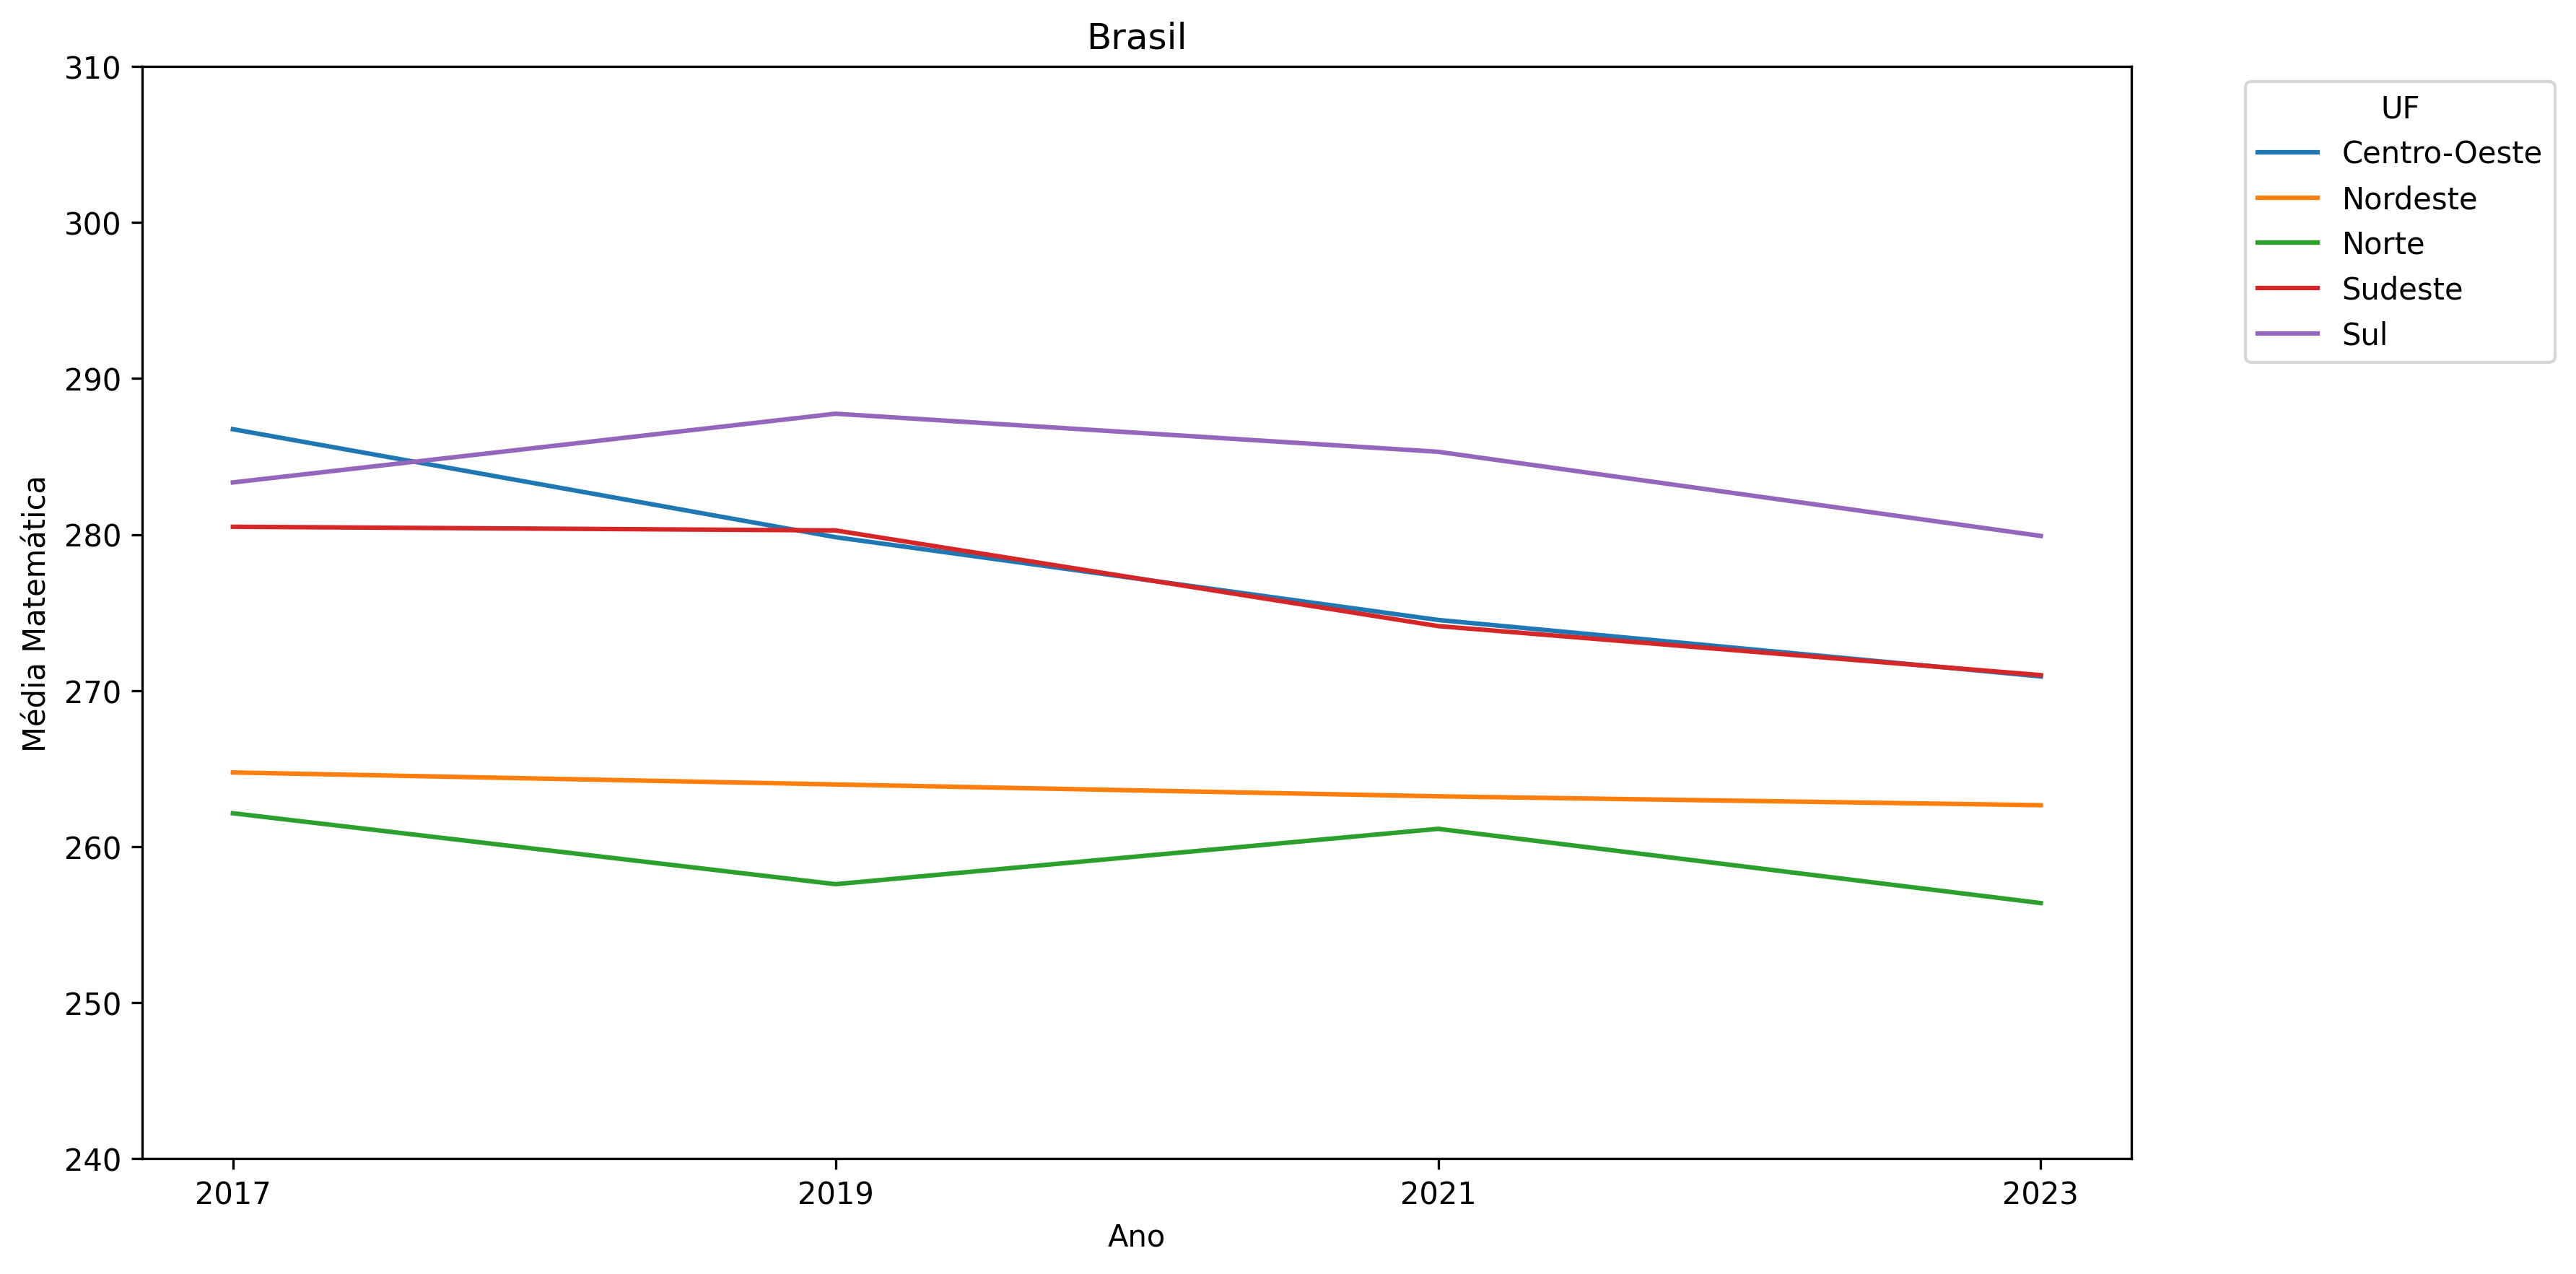 Brasil
310
300
290
280
270
260
250
240
Média Matemática
2017 2019 2021 2023
Ano
UF
Centro-Oeste
Nordeste
Norte
Sudeste
Sul